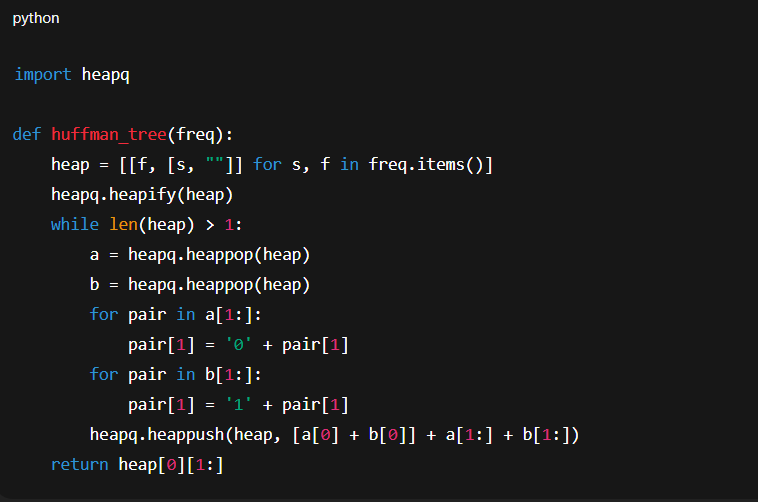 python
import heapq
def huffman_tree(freq):
    heap = [[f, [s, ""]] for s, f in freq.items()]
    heapq.heapify(heap)
    while len(heap) > 1:
        a = heapq.heappop(heap)
        b = heapq.heappop(heap)
        for pair in a[1:]:
            pair[1] = '0' + pair[1]
        for pair in b[1:]:
            pair[1] = '1' + pair[1]
        heapq.heappush(heap, [a[0] + b[0]] + a[1:] + b[1:])
    return heap[0][1:]